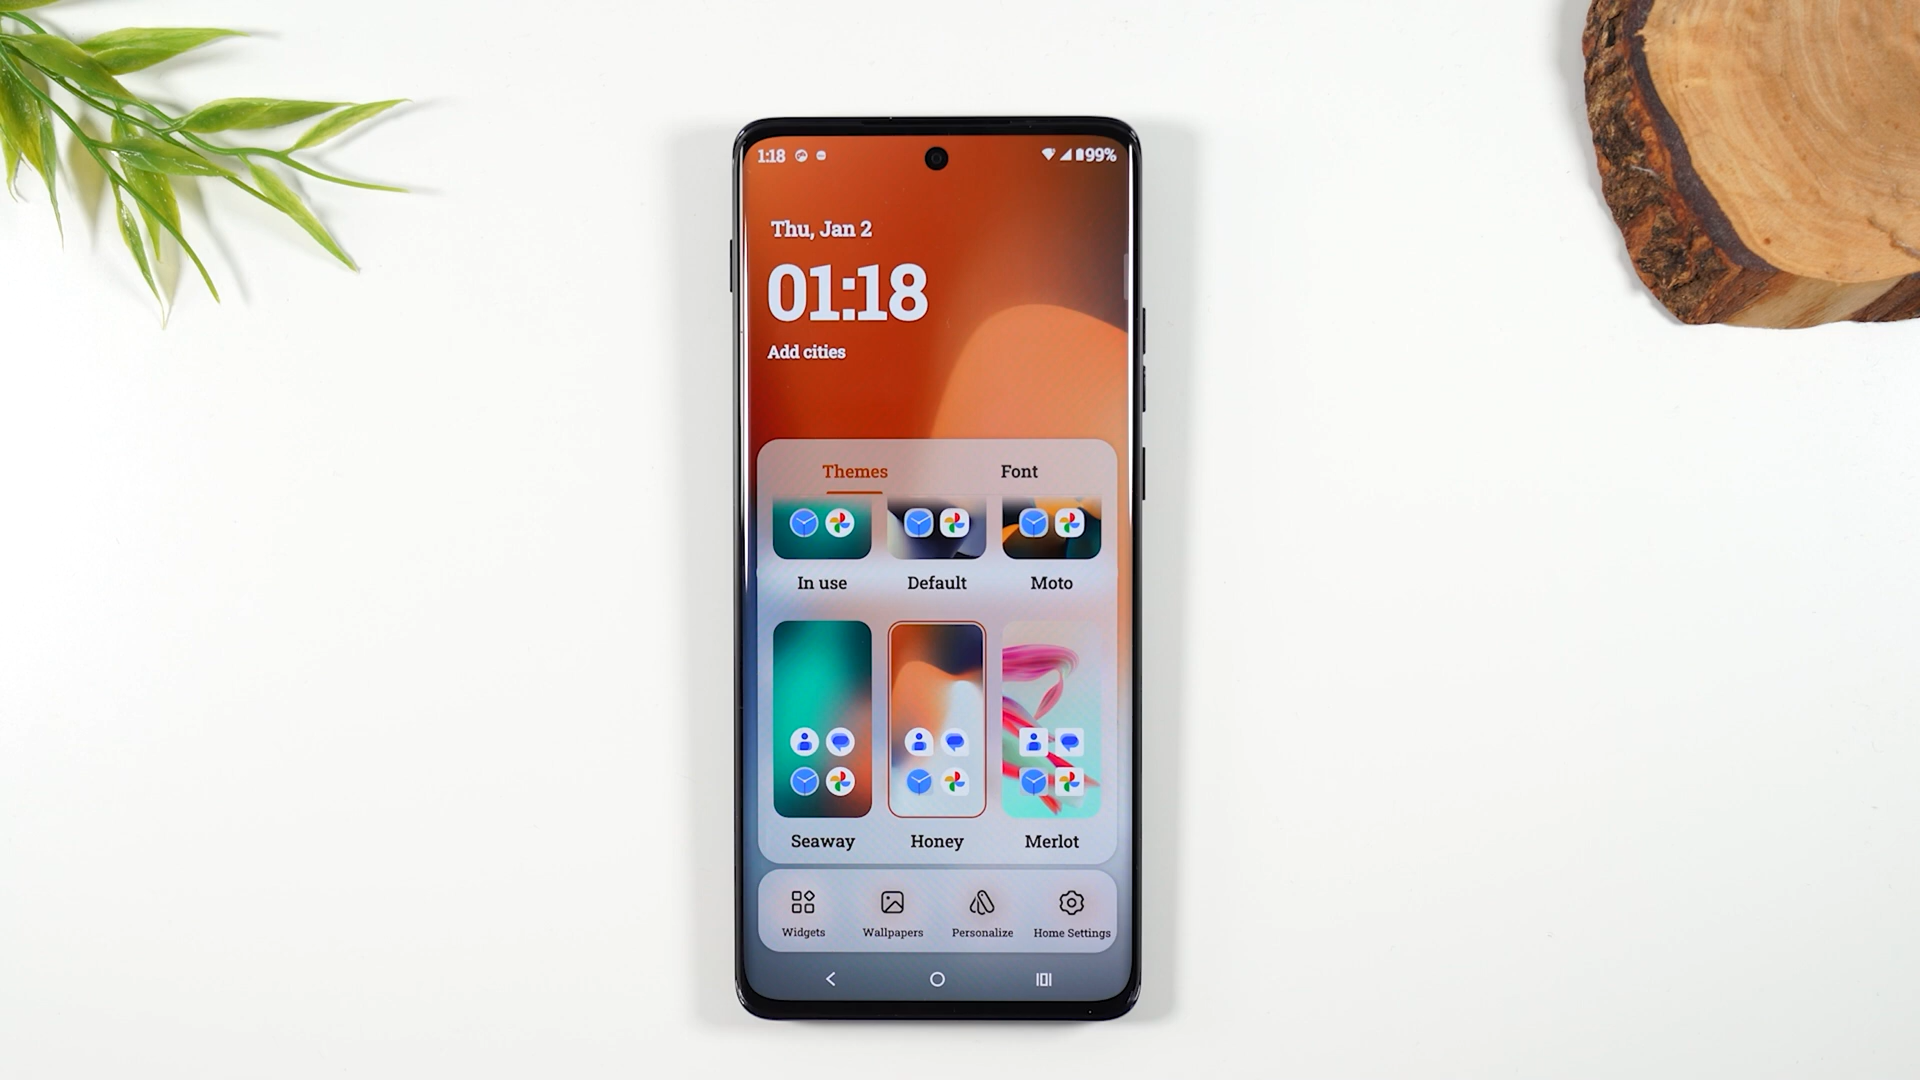 1:18 99%
Thu, Jan 2
01:18
Add cities
Themes Font
In use Default Moto
Seaway Honey Merlot
Widgets Wallpapers Personalize Home Settings